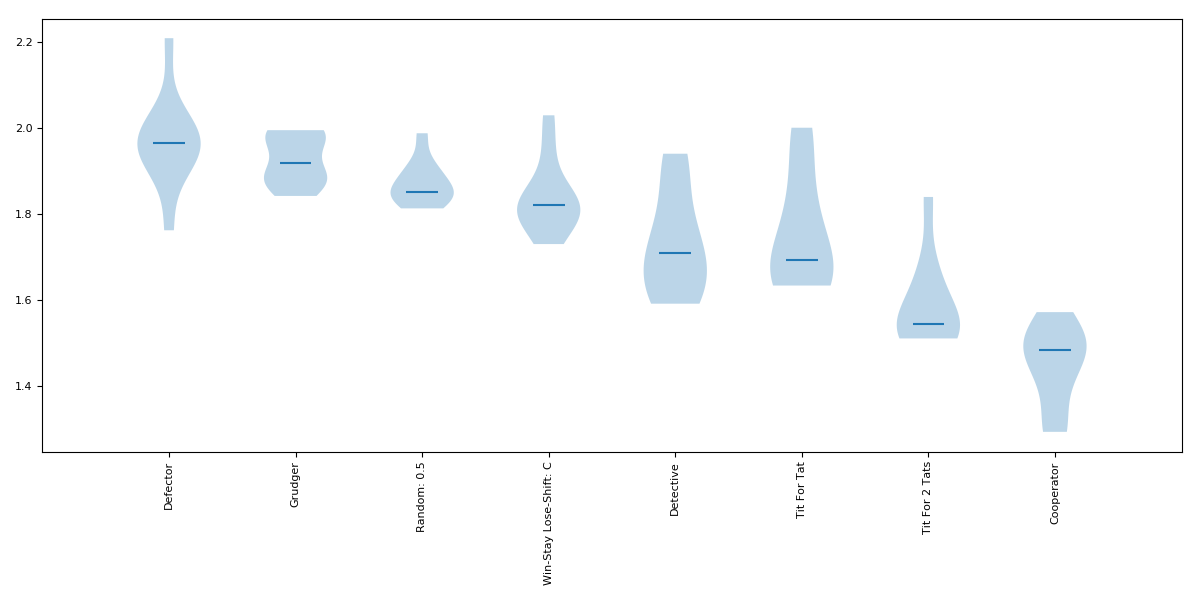 2.2
2.0
1.8
1.6
1.4
Defector
Grudger
Random: 0.5
Win-Stay Lose-Shift: C
Detective
Tit For Tat
Tit For 2 Tats
Cooperator